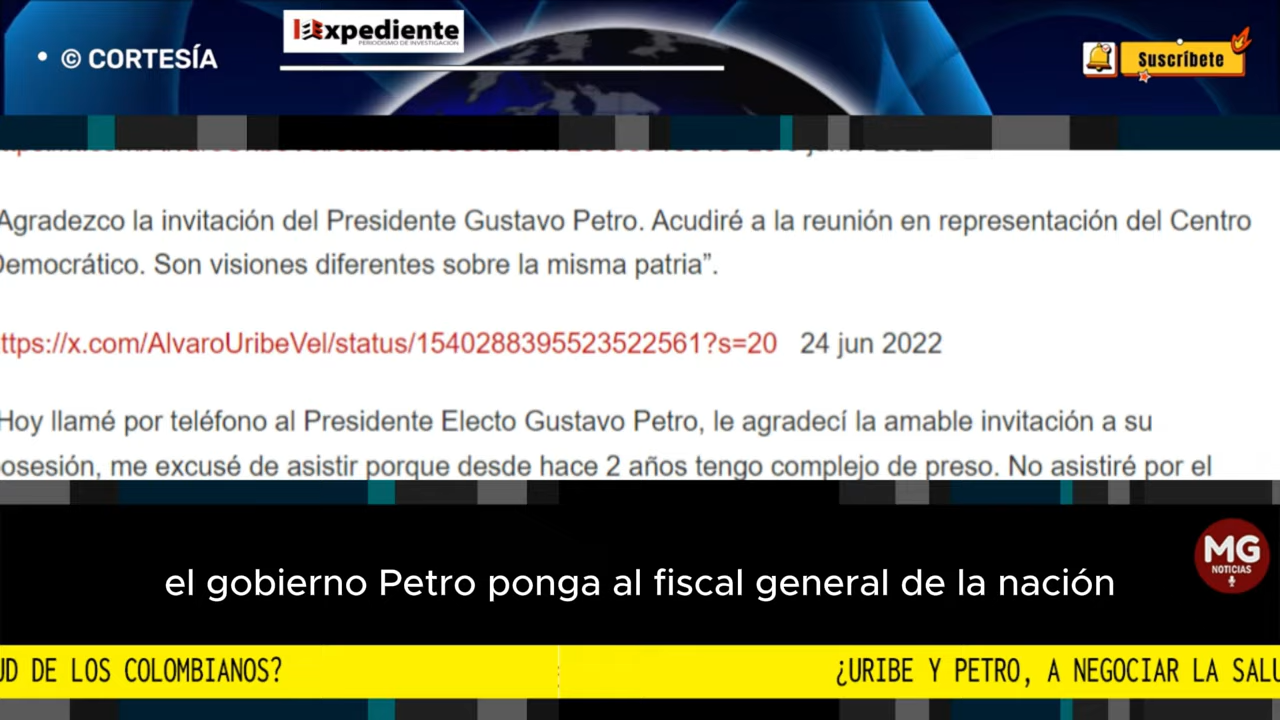 • © CORTESÍA
Expediente
PERIODISMO DE INVESTIGACIÓN
Suscríbete
Agradezco la invitación del Presidente Gustavo Petro. Acudiré a la reunión en representación del Centro
Democrático. Son visiones diferentes sobre la misma patria”.
ttps://x.com/AlvaroUribeVel/status/1540288395523522561?s=20 24 jun 2022
Hoy llamé por teléfono al Presidente Electo Gustavo Petro, le agradecí la amable invitación a su
osesión, me excusé de asistir porque desde hace 2 años tengo complejo de preso. No asistiré por el
MG
NOTICIAS
el gobierno Petro ponga al fiscal general de la nación
UD DE LOS COLOMBIANOS? ¿URIBE Y PETRO, A NEGOCIAR LA SALU